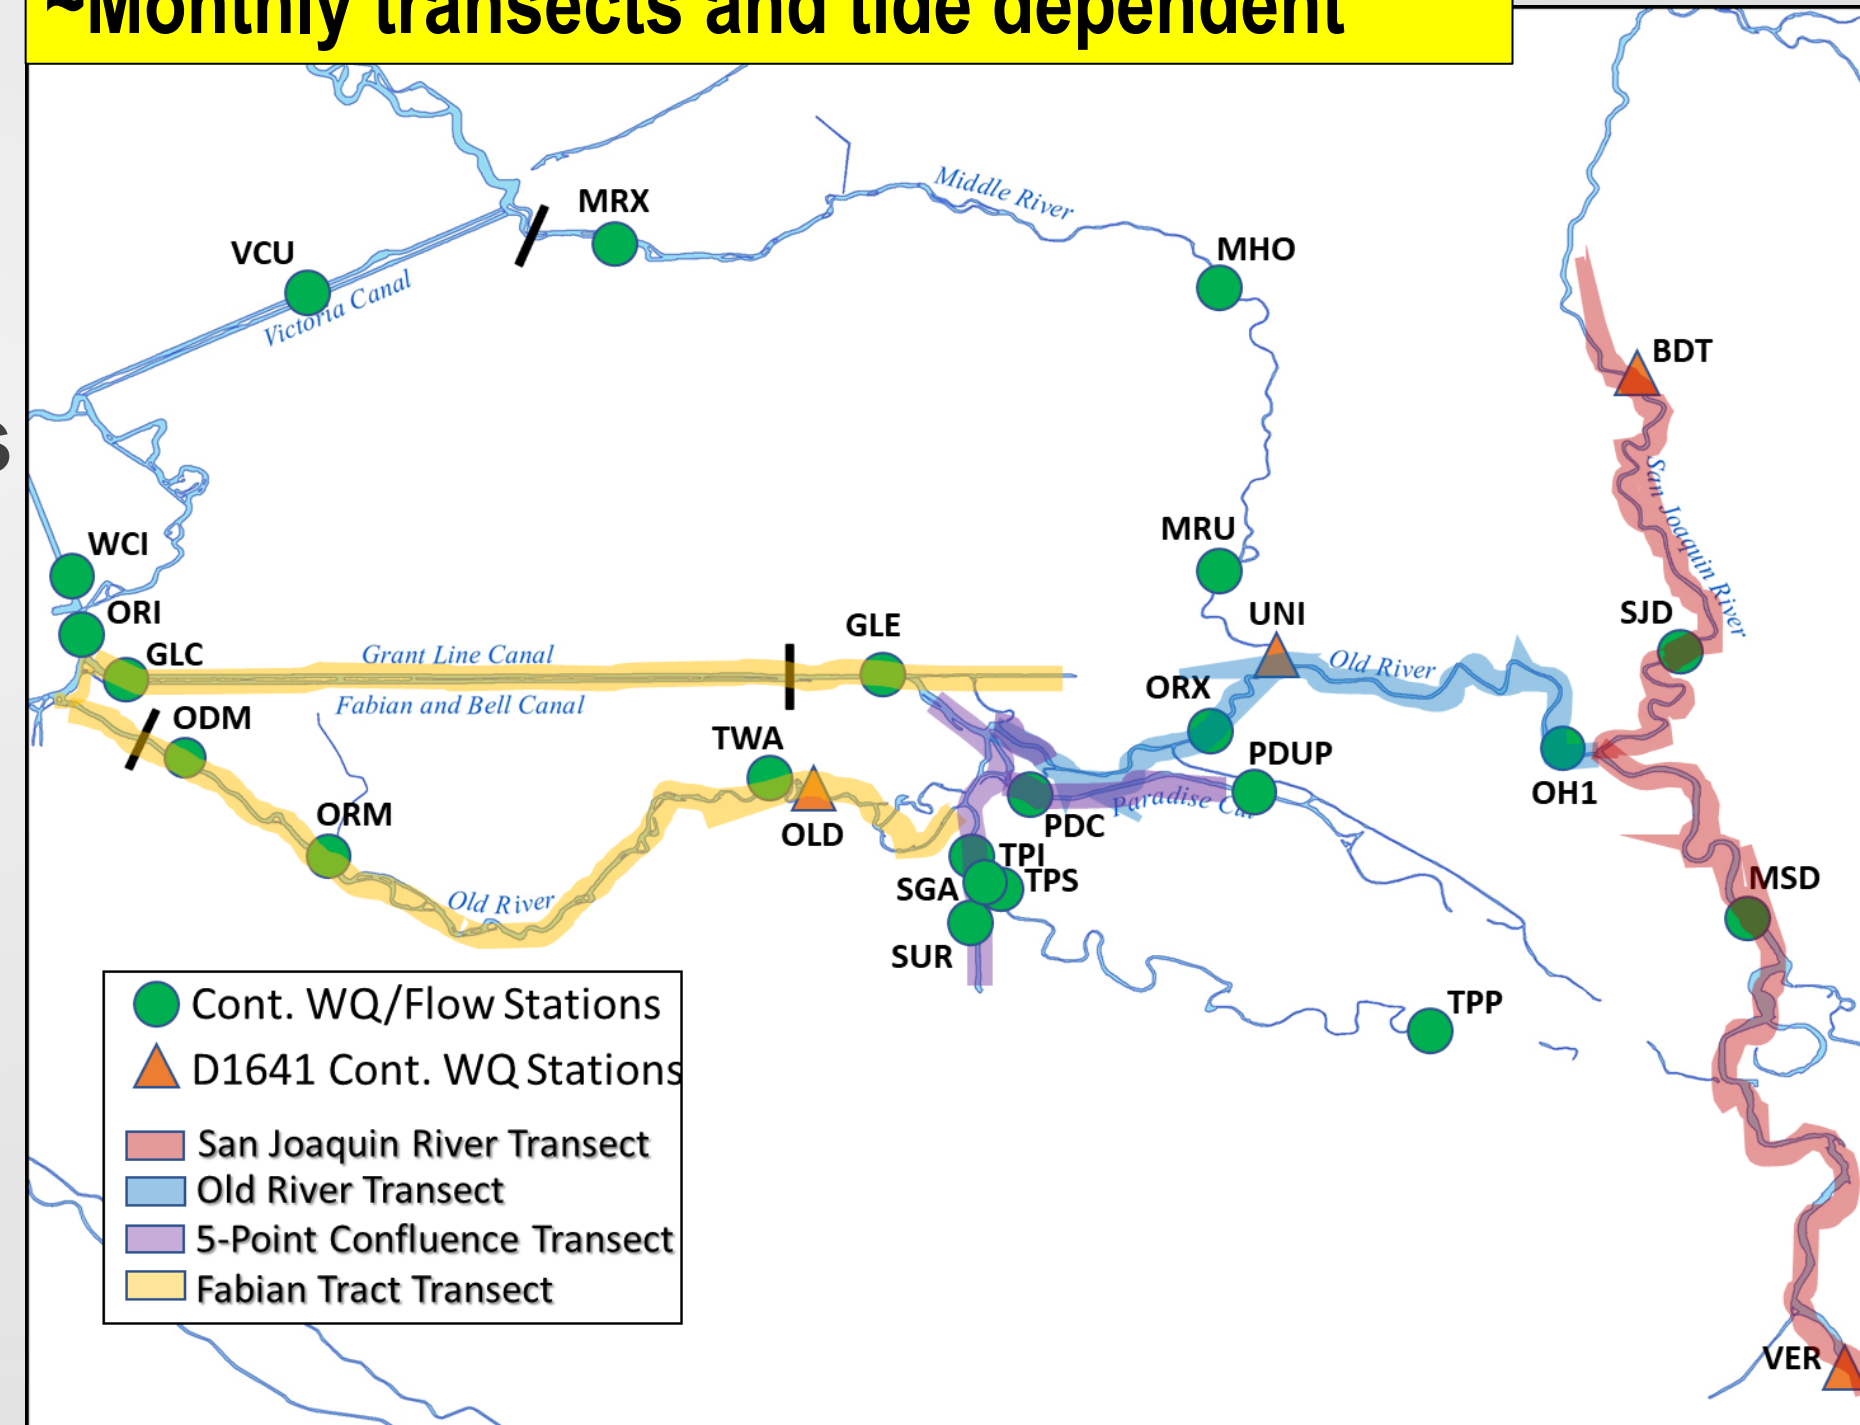 ~Monthly transects and tide dependent
s
MRX
Middle River
VCU
MHO
Victoria Canal
BDT
San Joaquin River
WCI
MRU
ORI
UNI
SJD
GLC
Grant Line Canal
GLE
Old River
ORX
Fabian and Bell Canal
ODM
TWA
PDUP
OH1
Paradise Cut
ORM
OLD
PDC
TPI
TPS
SGA
MSD
Old River
SUR
TPP
Cont. WQ/Flow Stations
D1641 Cont. WQ Stations
San Joaquin River Transect
Old River Transect
5-Point Confluence Transect
Fabian Tract Transect
VER